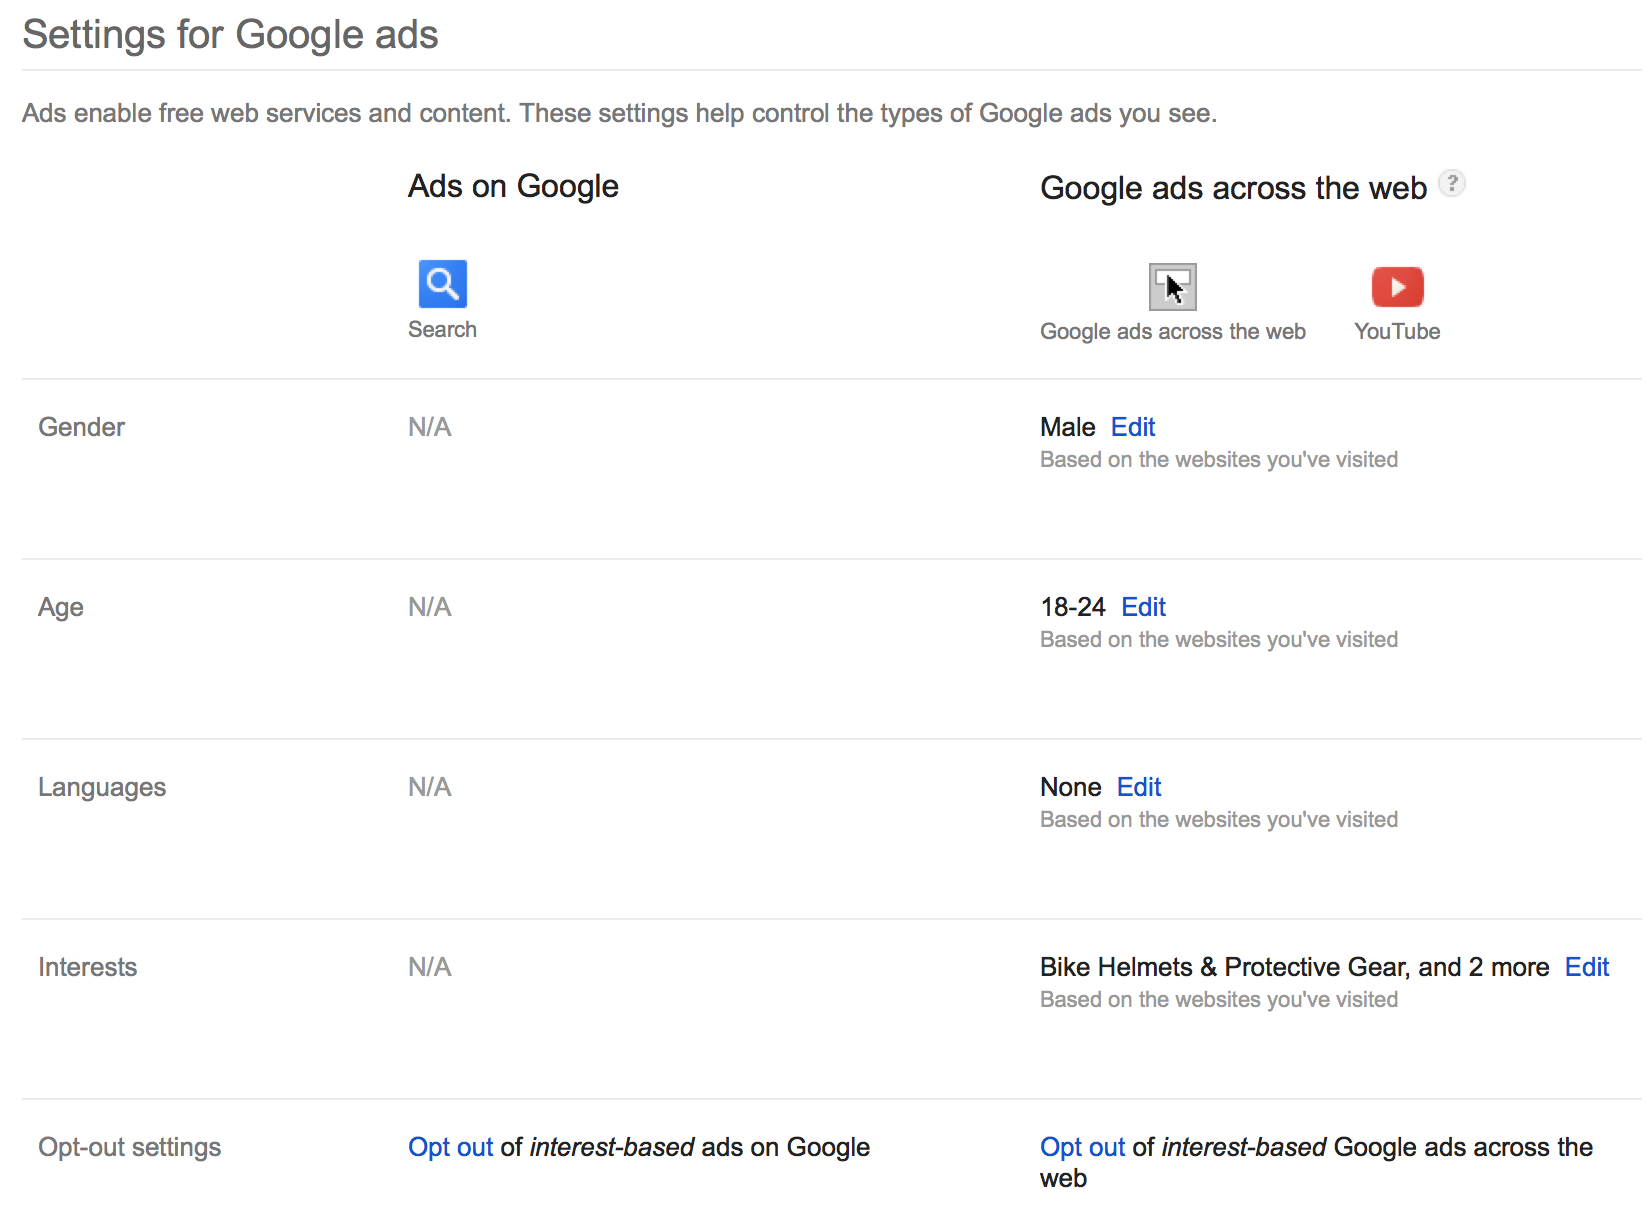 Settings for Google ads
Ads enable free web services and content. These settings help control the types of Google ads you see.
Ads on Google
Google ads across the web ?
Search
Google ads across the web
YouTube
Gender
N/A
Male Edit
Based on the websites you've visited
Age
N/A
18-24 Edit
Based on the websites you've visited
Languages
N/A
None Edit
Based on the websites you've visited
Interests
N/A
Bike Helmets & Protective Gear, and 2 more Edit
Based on the websites you've visited
Opt-out settings
Opt out of interest-based ads on Google
Opt out of interest-based Google ads across the
web